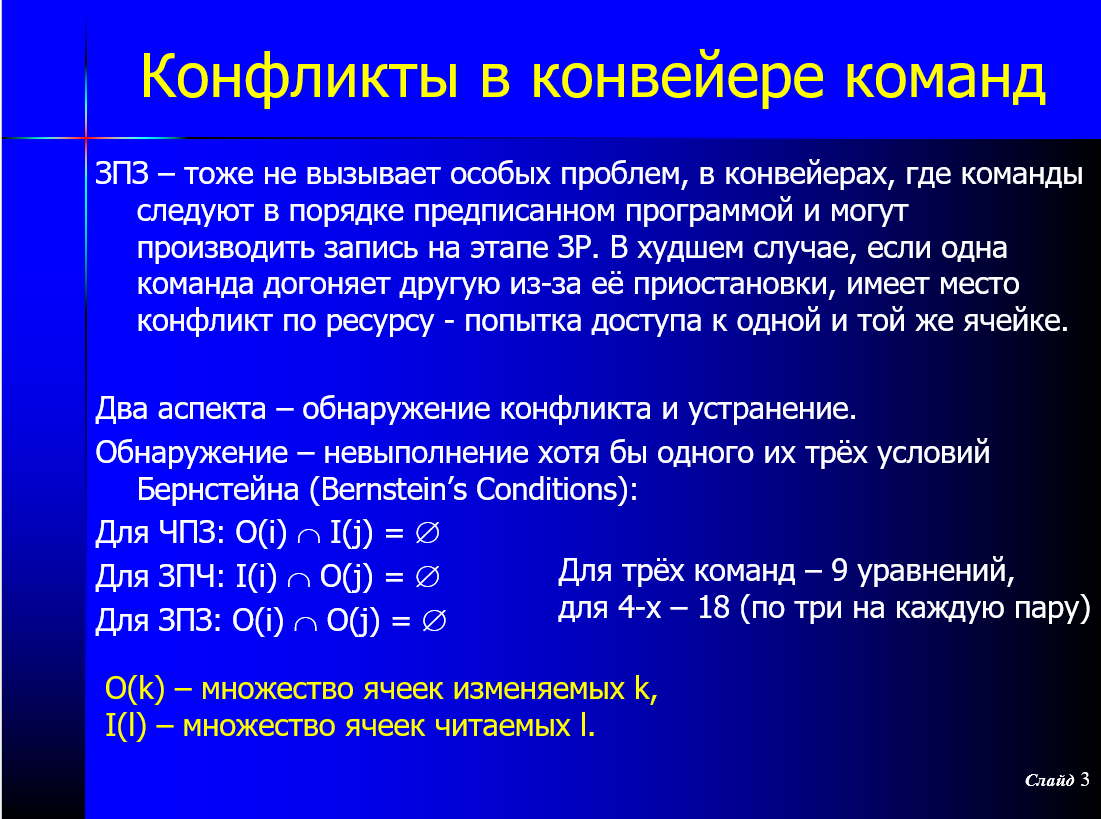 Конфликты в конвейере команд
ЗПЗ – тоже не вызывает особых проблем, в конвейерах, где команды
следуют в порядке предписанном программой и могут
производить запись на этапе ЗР. В худшем случае, если одна
команда догоняет другую из-за её приостановки, имеет место
конфликт по ресурсу - попытка доступа к одной и той же ячейке.
Два аспекта – обнаружение конфликта и устранение.
Обнаружение – невыполнение хотя бы одного их трёх условий
Бернстейна (Bernstein’s Conditions):
Для ЧПЗ: O(i) ∩ I(j) = ∅
Для ЗПЧ: I(i) ∩ O(j) = ∅
Для ЗПЗ: O(i) ∩ O(j) = ∅
Для трёх команд – 9 уравнений,
для 4-х – 18 (по три на каждую пару)
O(k) – множество ячеек изменяемых k,
I(l) – множество ячеек читаемых l.
Слайд 3